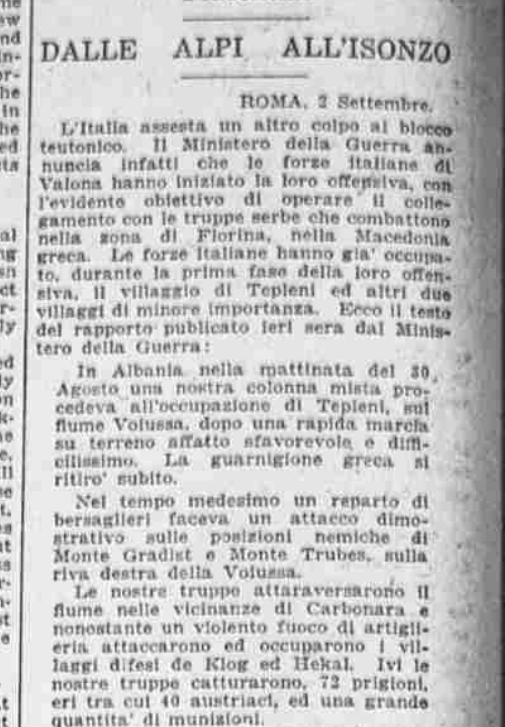 DALLE ALPI ALL'ISONZO
ROMA, 2 Settembre.
L'Italia assesta un altro colpo al blocco
teutonico. Il Ministero della Guerra an-
nuncia infatti che le forze italiane di
Valona hanno iniziato la loro offensiva, con
l'evidente obiettivo di operare il colle-
gamento con le truppe serbe che combattono
nella zona di Florina, nella Macedonia
greca. Le forze italiane hanno gia' occupa-
to, durante la prima fase della loro offen-
siva, il villaggio di Tepleni ed altri due
villaggi di minore importanza. Ecco il testo
del rapporto publicato ieri sera dal Minis-
tero della Guerra:
In Albania nella mattinata del 30,
Agosto una nostra colonna mista pro-
cedeva all'occupazione di Tepleni, sul
fiume Volussa, dopo una rapida marcia
su terreno affatto sfavorevole e diffi-
cilissimo. La guarnigione greca si
ritiro' subito.
Nel tempo medesimo un reparto di
bersaglieri faceva un attacco dimo-
strativo sulle posizioni nemiche di
Monte Gradist e Monte Trubes, sulla
riva destra della Volussa.
Le nostre truppe attaraversarono il
fiume nelle vicinanze di Carbonara e
nonostante un violento fuoco di artigli-
eria attaccarono ed occuparono i vil-
laggi difesi de Klog ed Hekal. Ivi le
nostre truppe catturarono, 72 prigioni,
eri tra cui 40 austriaci, ed una grande
quantita' di munizioni.